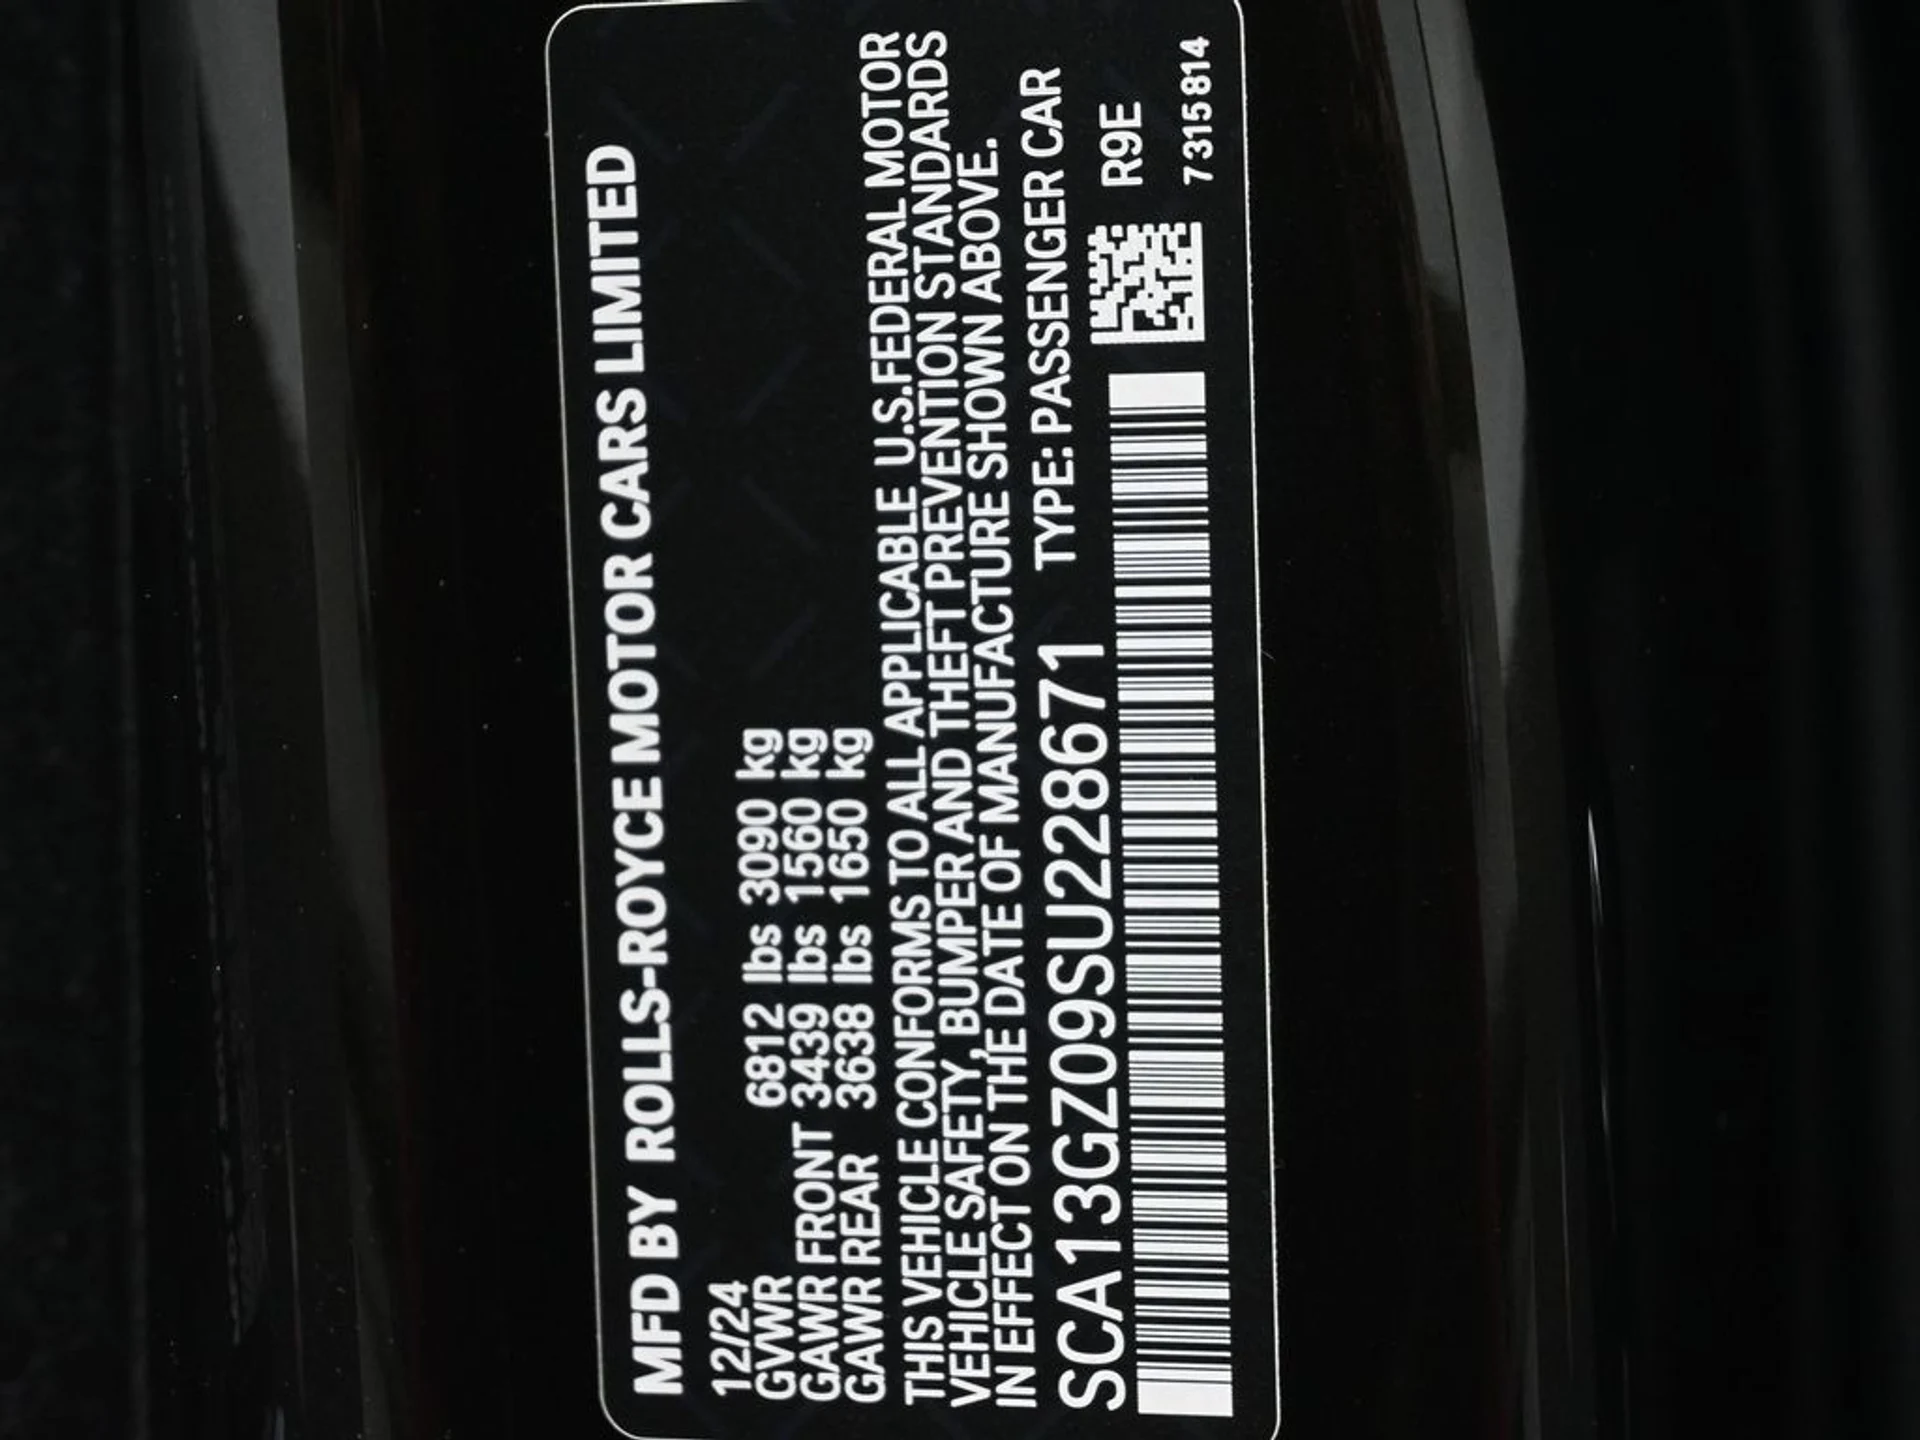 MFD BY ROLLS-ROYCE MOTOR CARS LIMITED
12/24
GVWR 6812 lbs 3090 kg
GAWR FRONT 3439 lbs 1560 kg
GAWR REAR 3638 lbs 1650 kg
THIS VEHICLE CONFORMS TO ALL APPLICABLE U.S.FEDERAL MOTOR
VEHICLE SAFETY, BUMPER AND THEFT PREVENTION STANDARDS
IN EFFECT ON THE DATE OF MANUFACTURE SHOWN ABOVE.
SCA13GZ09SU228671 TYPE: PASSENGER CAR
R9E
7315814